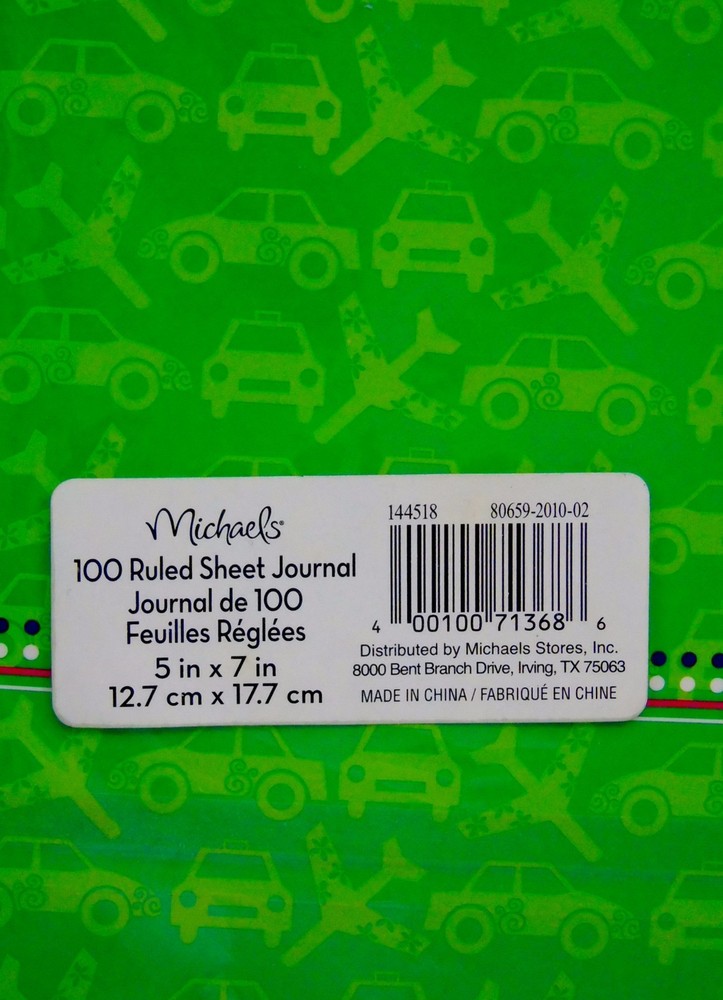 Michaels®
100 Ruled Sheet Journal
Journal de 100
Feuilles Réglées
5 in x 7 in
12.7 cm x 17.7 cm
144518 80659-2010-02
4 00100 71368 6
Distributed by Michaels Stores, Inc.
8000 Bent Branch Drive, Irving, TX 75063
MADE IN CHINA / FABRIQUÉ EN CHINE